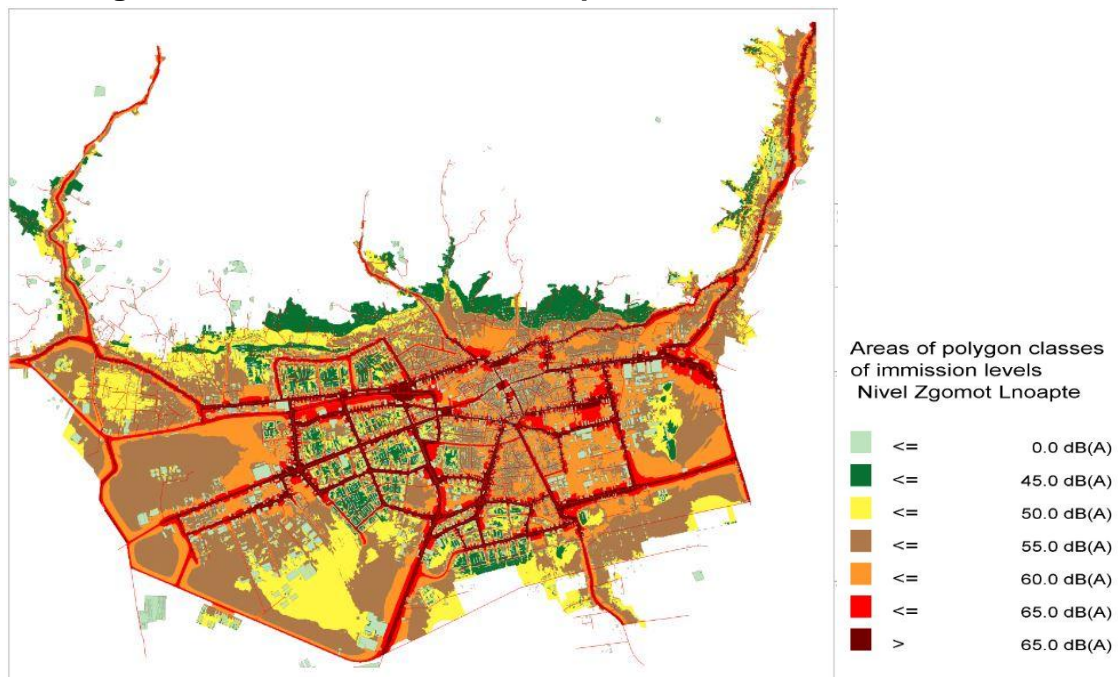 Areas of polygon classes
of immission levels
Nivel Zgomot Lnoapte
<= 0.0 dB(A)
<= 45.0 dB(A)
<= 50.0 dB(A)
<= 55.0 dB(A)
<= 60.0 dB(A)
<= 65.0 dB(A)
> 65.0 dB(A)